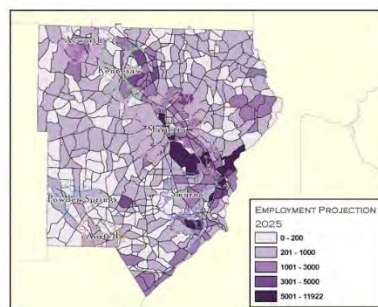 Acworth
Kennesaw
Marietta
Smyrna
Powder Springs
Austell
EMPLOYMENT PROJECTION
2025
0 - 200
201 - 1000
1001 - 3000
3001 - 5000
5001 - 11922